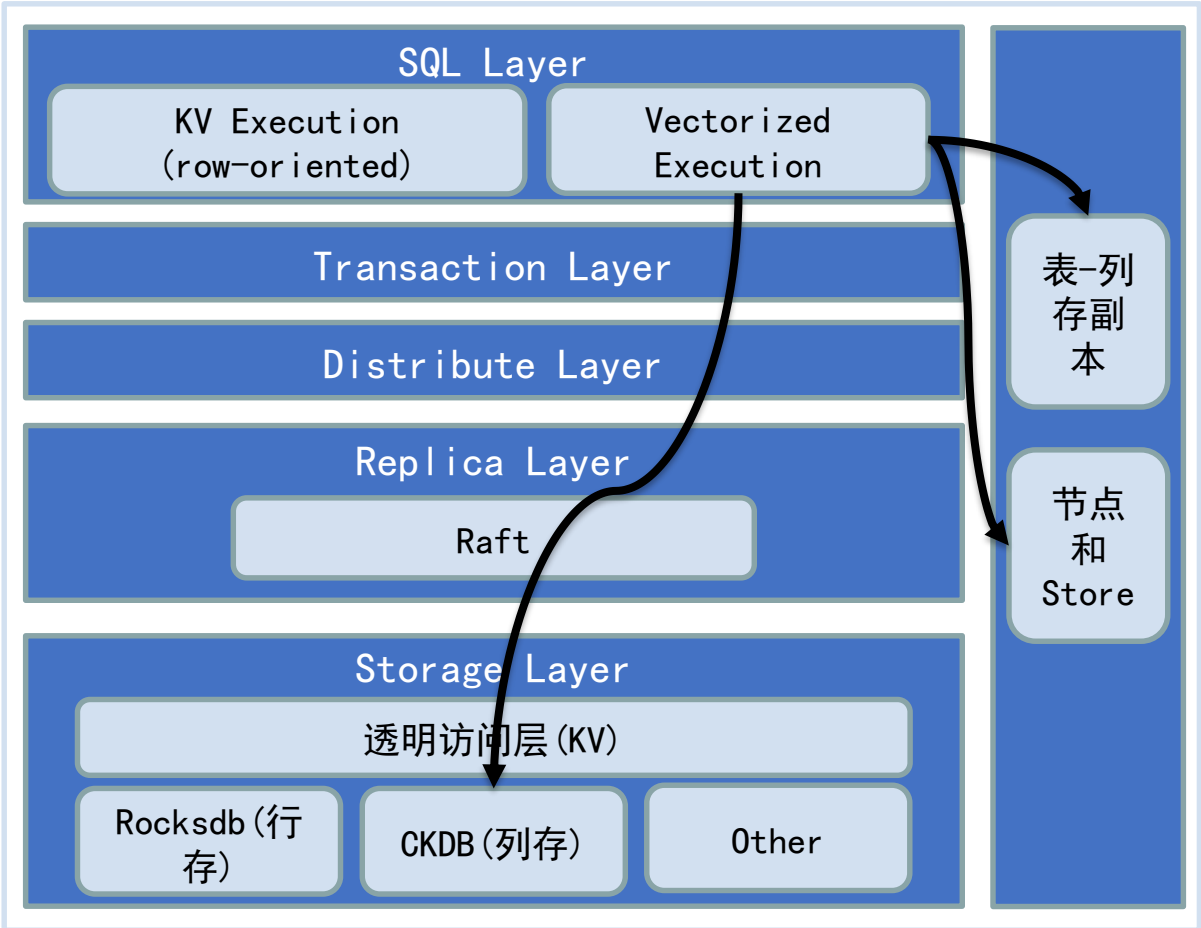 SQL Layer
KV Execution
(row-oriented)
Vectorized
Execution
Transaction Layer
Distribute Layer
Replica Layer
Raft
Storage Layer
透明访问层(KV)
Rocksdb(行
存)
CKDB(列存)
Other
表-列
存副
本
节点
和
Store